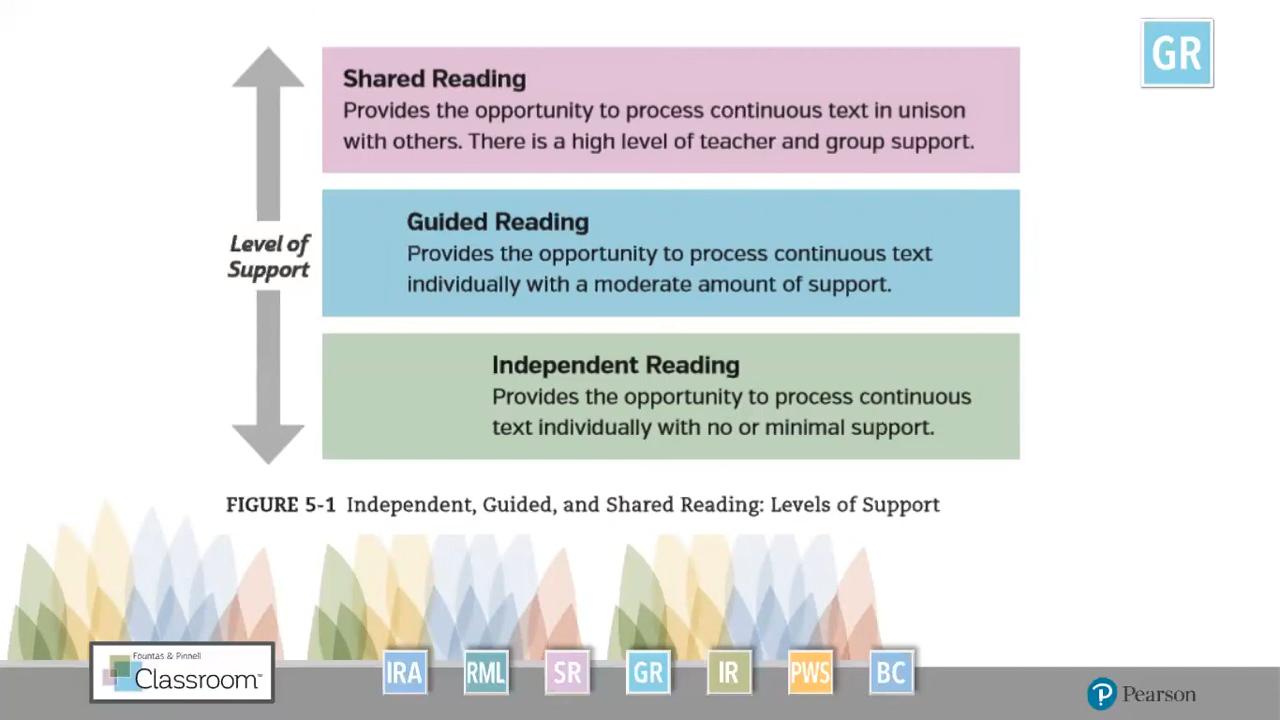 GR
Shared Reading
Provides the opportunity to process continuous text in unison
with others. There is a high level of teacher and group support.
Level of
Support
Guided Reading
Provides the opportunity to process continuous text
individually with a moderate amount of support.
Independent Reading
Provides the opportunity to process continuous
text individually with no or minimal support.
FIGURE 5-1 Independent, Guided, and Shared Reading: Levels of Support
Fountas & Pinnell
Classroom™
IRA RML SR GR IR PWS BC
Pearson